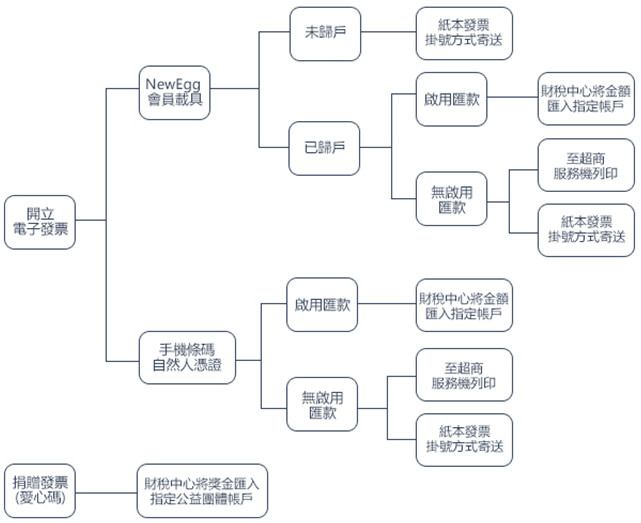 開立
電子發票
NewEgg
會員載具
未歸戶
紙本發票
掛號方式寄送
已歸戶
啟用匯款
財稅中心將金額
匯入指定帳戶
無啟用
匯款
至超商
服務機列印
紙本發票
掛號方式寄送
手機條碼
自然人憑證
啟用匯款
財稅中心將金額
匯入指定帳戶
無啟用
匯款
至超商
服務機列印
紙本發票
掛號方式寄送
捐贈發票
(愛心碼)
財稅中心將獎金匯入
指定公益團體帳戶